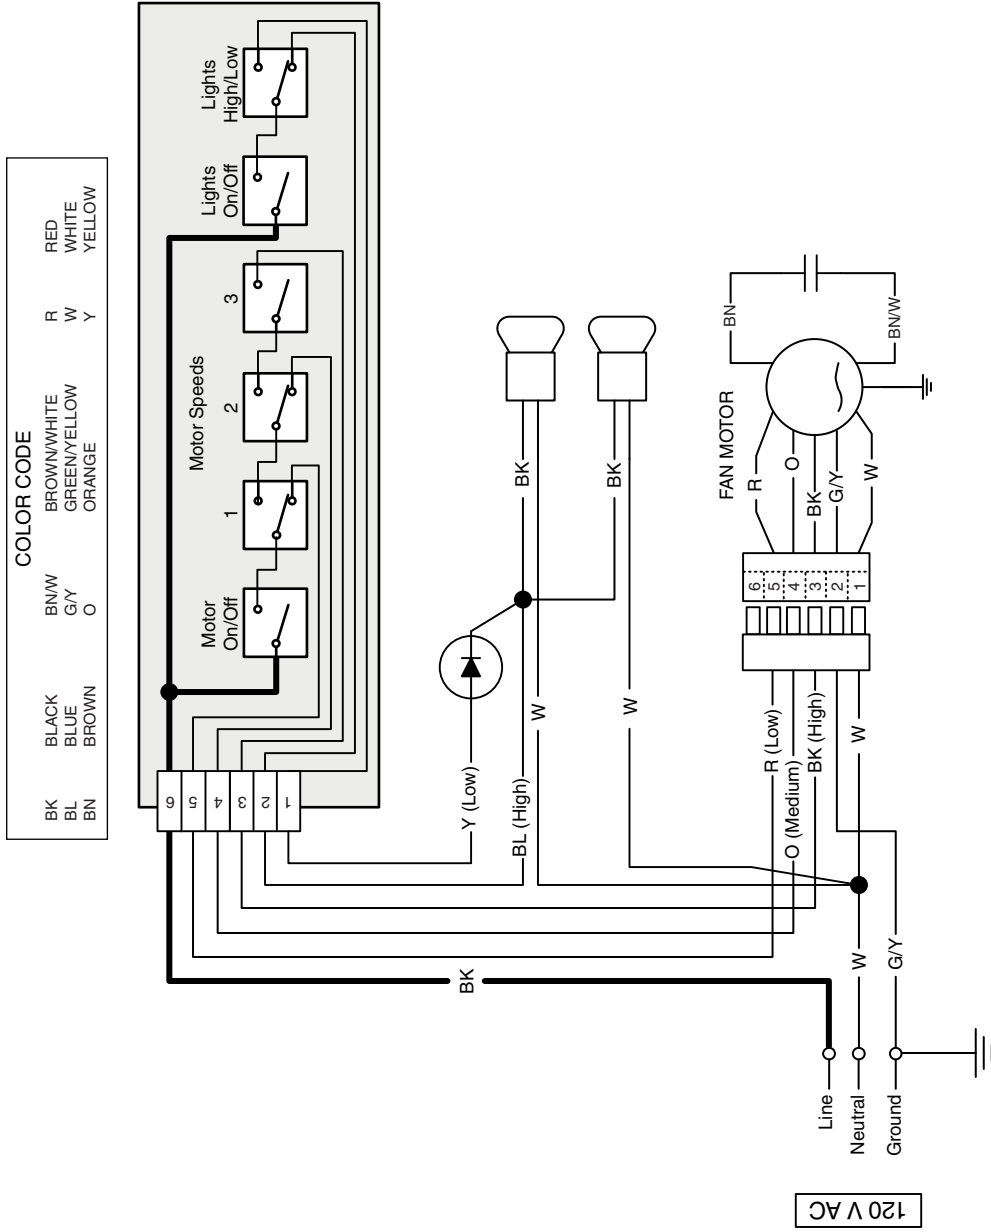 COLOR CODE
BK BLACK BN/W BROWN/WHITE R RED
BL BLUE G/Y GREEN/YELLOW W WHITE
BN BROWN O ORANGE Y YELLOW
Motor
On/Off
Motor Speeds
1
2
3
Lights
On/Off
Lights
High/Low
6
5
4
3
2
1
Y (Low)
BL (High)
BK
W
BK
W
BK
R (Low)
O (Medium)
BK (High)
W
6
5
4
3
2
1
FAN MOTOR
R
O
BK
G/Y
W
BN
BN/W
Line
Neutral
Ground
W
G/Y
120 V AC